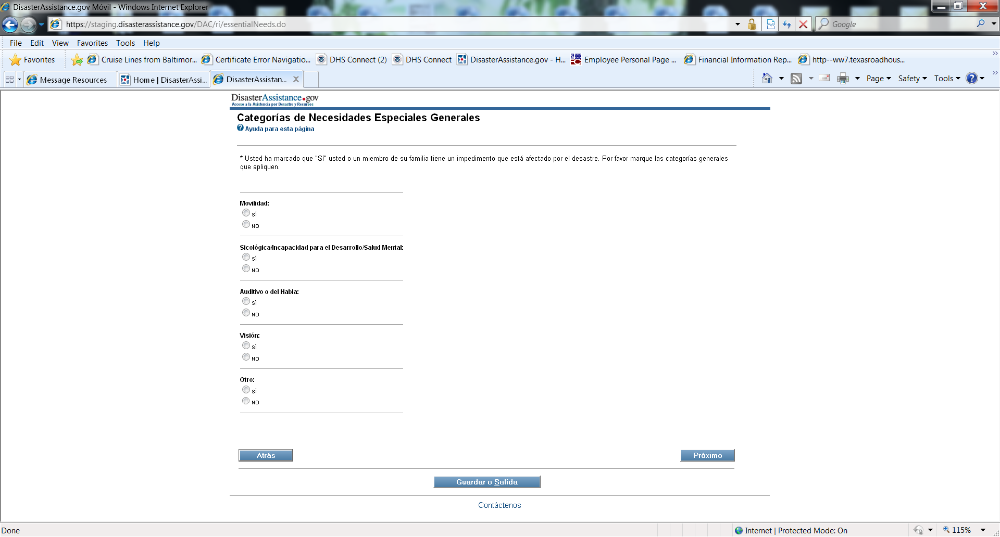 DisasterAssistance.gov Móvil - Windows Internet Explorer
https://staging.disasterassistance.gov/DAC/ri/essentialNeeds.do
Google
File Edit View Favorites Tools Help
Favorites Cruise Lines from Baltimor... Certificate Error Navigatio... DHS Connect (2) DHS Connect DisasterAssistance.gov - H... Employee Personal Page ... Financial Information Rep... http--ww7.texasroadhous...
Message Resources Home | DisasterAssi... DisasterAssistan... Page Safety Tools
DisasterAssistance.gov
Acceso a la Asistencia por Desastre y Recursos
Categorías de Necesidades Especiales Generales
Ayuda para esta página
* Usted ha marcado que "Sí" usted o un miembro de su familia tiene un impedimento que está afectado por el desastre. Por favor marque las categorías generales
que apliquen.
Movilidad:
SÍ
NO
Sicológica/Incapacidad para el Desarrollo/Salud Mental:
SÍ
NO
Auditivo o del Habla:
SÍ
NO
Visión:
SÍ
NO
Otro:
SÍ
NO
Atrás Próximo
Guardar o Salida
Contáctenos
Done Internet | Protected Mode: On 115%